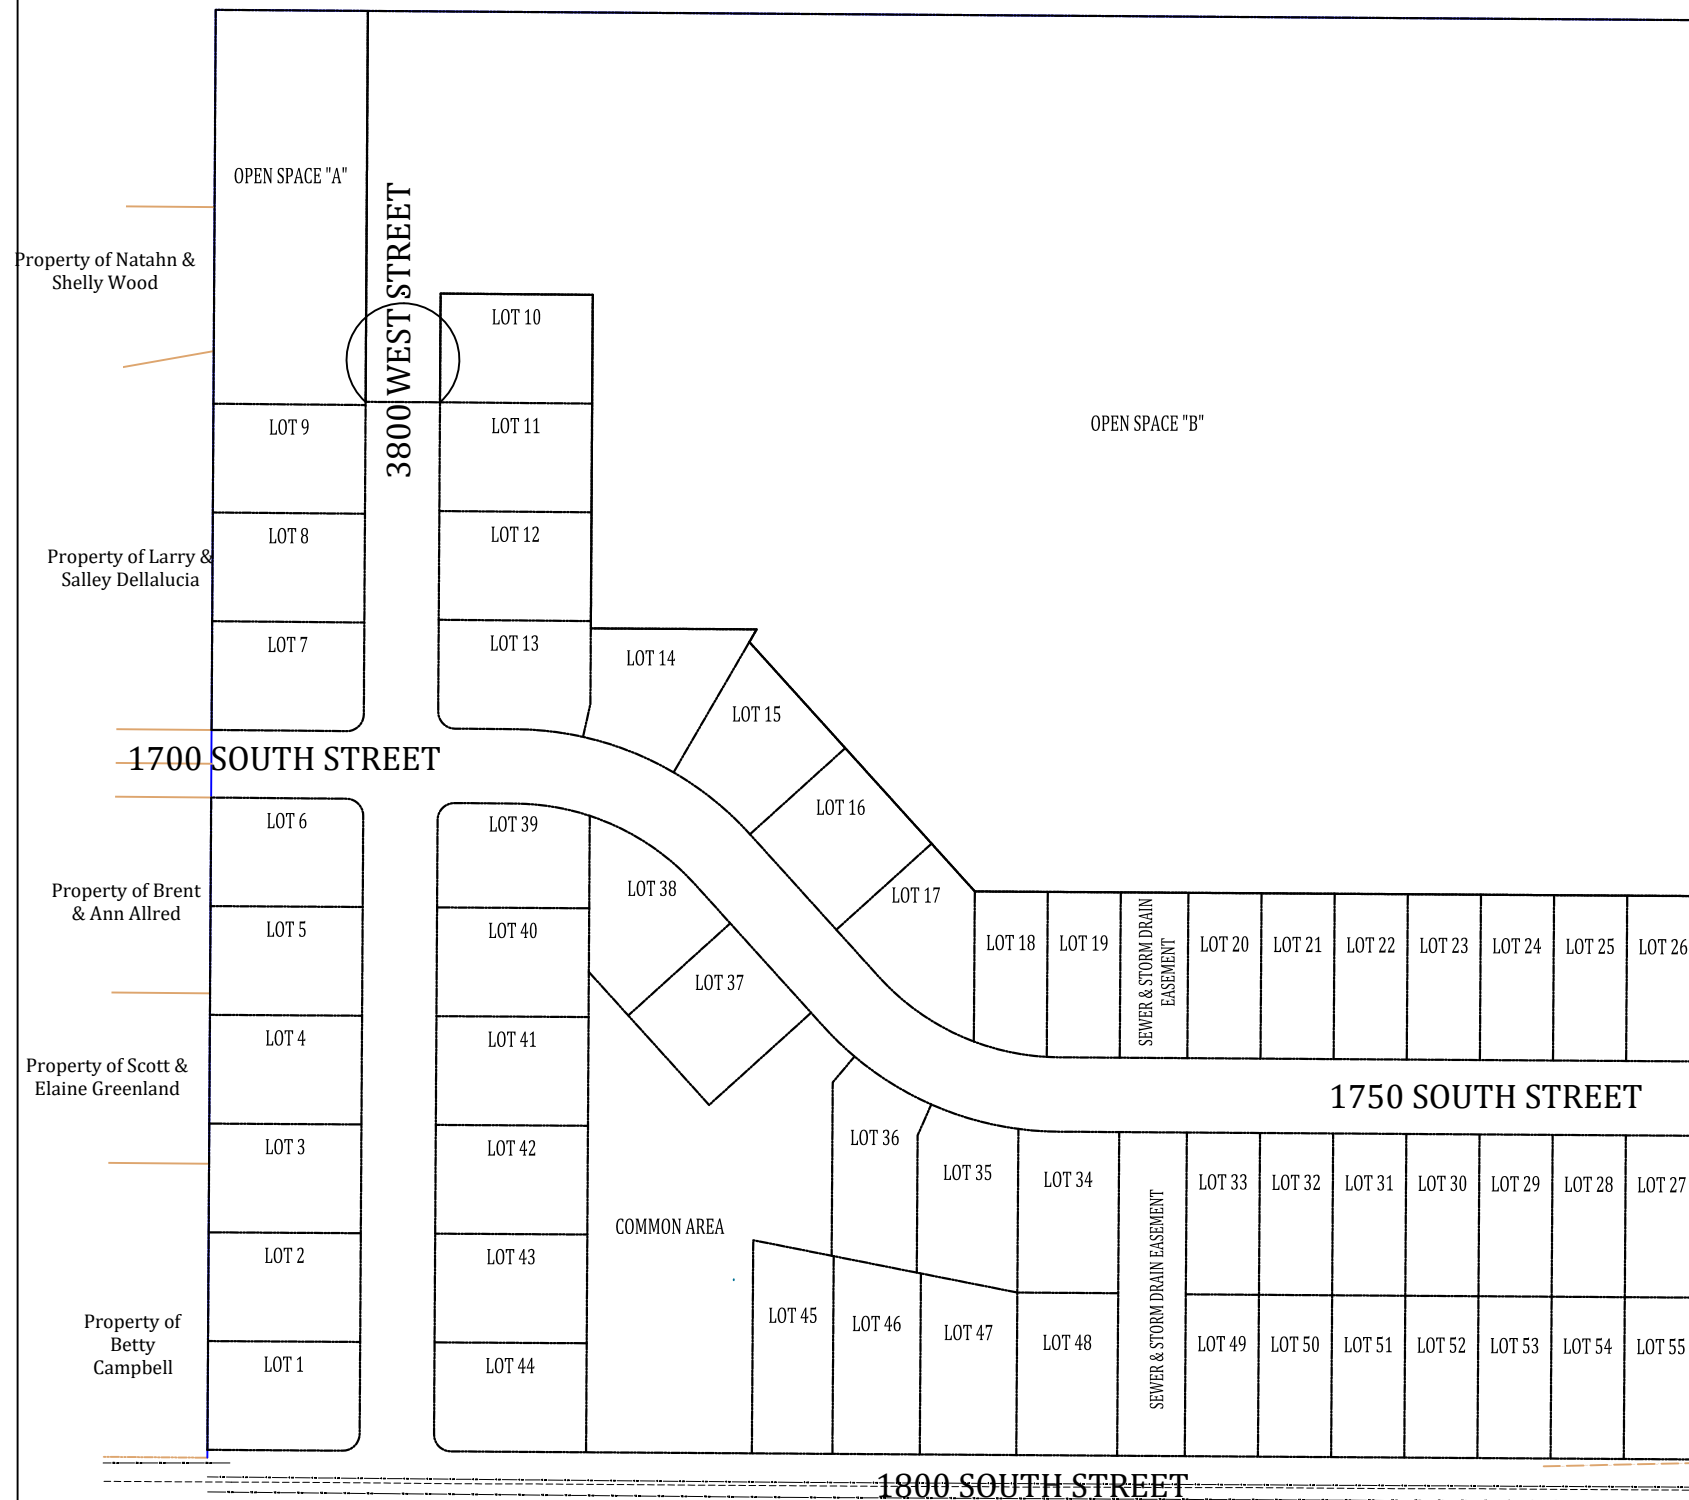 OPEN SPACE "A"
3800 WEST STREET
Property of Natahn &
Shelly Wood
LOT 10
OPEN SPACE "B"
LOT 9
LOT 11
LOT 8
LOT 12
Property of Larry &
Salley Dellalucia
LOT 7
LOT 13
LOT 14
LOT 15
1700 SOUTH STREET
LOT 16
LOT 6
LOT 39
LOT 38
LOT 17
Property of Brent
& Ann Allred
LOT 5
LOT 40
LOT 18
LOT 19
SEWER & STORM DRAIN
EASEMENT
LOT 20
LOT 21
LOT 22
LOT 23
LOT 24
LOT 25
LOT 26
LOT 37
LOT 4
LOT 41
Property of Scott &
Elaine Greenland
1750 SOUTH STREET
LOT 3
LOT 42
LOT 36
LOT 35
LOT 34
LOT 33
LOT 32
LOT 31
LOT 30
LOT 29
LOT 28
LOT 27
COMMON AREA
LOT 2
LOT 43
SEWER & STORM DRAIN EASEMENT
Property of
Betty
Campbell
LOT 45
LOT 46
LOT 47
LOT 48
LOT 49
LOT 50
LOT 51
LOT 52
LOT 53
LOT 54
LOT 55
LOT 1
LOT 44
1800 SOUTH STREET